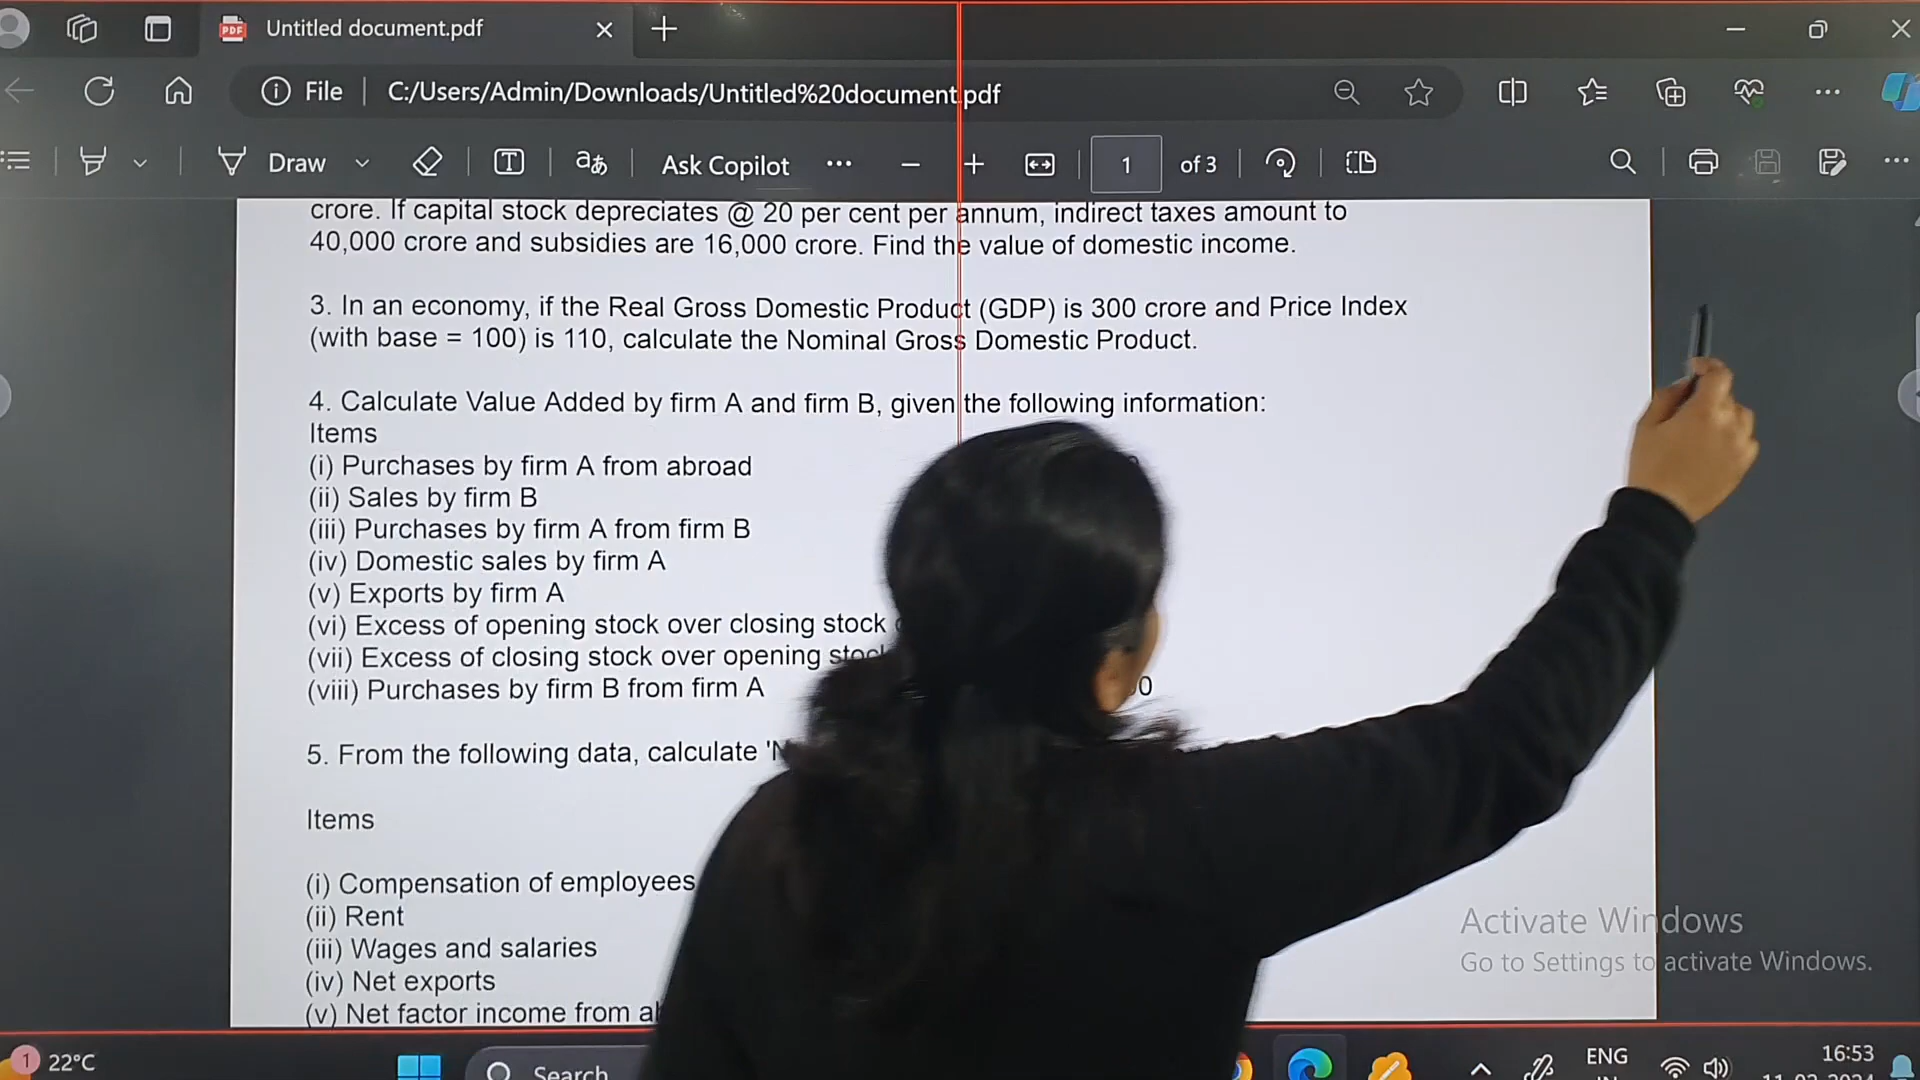 Untitled document.pdf
File
C:/Users/Admin/Downloads/Untitled%20document.pdf
Draw
Ask Copilot
1 of 3
crore. If capital stock depreciates @ 20 per cent per annum, indirect taxes amount to
40,000 crore and subsidies are 16,000 crore. Find the value of domestic income.
3. In an economy, if the Real Gross Domestic Product (GDP) is 300 crore and Price Index
(with base = 100) is 110, calculate the Nominal Gross Domestic Product.
4. Calculate Value Added by firm A and firm B, given the following information:
Items
(i) Purchases by firm A from abroad
(ii) Sales by firm B
(iii) Purchases by firm A from firm B
(iv) Domestic sales by firm A
(v) Exports by firm A
(vi) Excess of opening stock over closing stock
(vii) Excess of closing stock over opening
(viii) Purchases by firm B from firm A
5. From the following data, calculate
Items
(i) Compensation of employees
(ii) Rent
(iii) Wages and salaries
(iv) Net exports
(v) Net factor income from
Activate Windows
Go to Settings to activate Windows.
1
22°C
Search
ENG
16:53